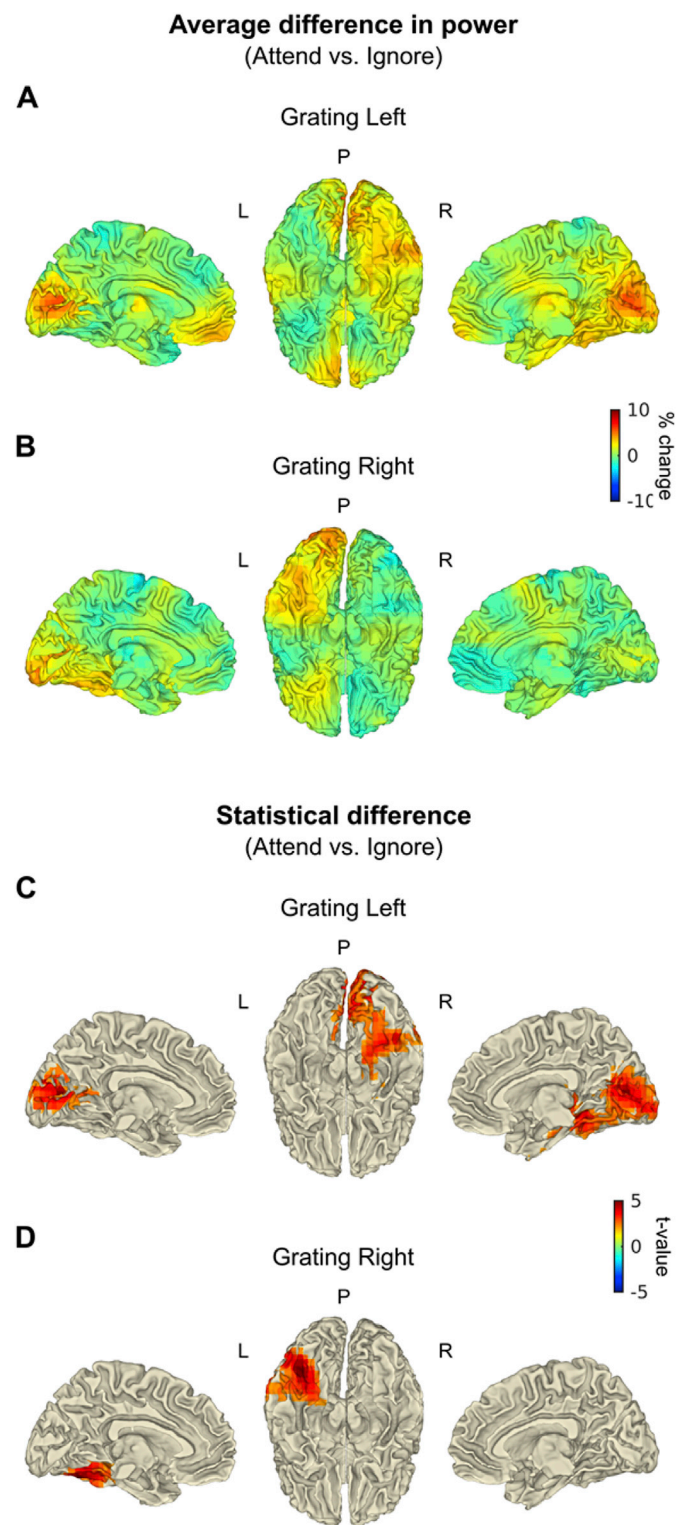 Average difference in power
(Attend vs. Ignore)
A
Grating Left
P
L
R
10
0
-10
% change
B
Grating Right
P
L
R
Statistical difference
(Attend vs. Ignore)
C
Grating Left
P
L
R
5
0
-5
t-value
D
Grating Right
P
L
R